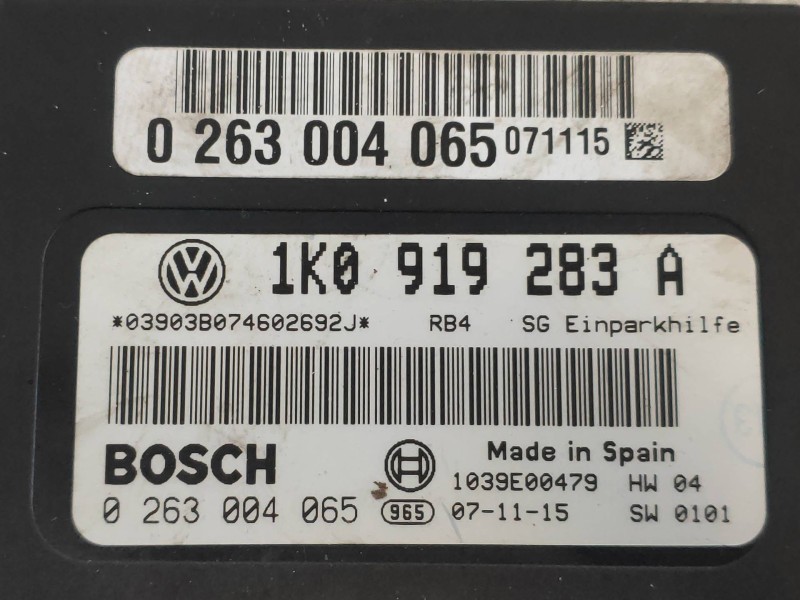 0 263 004 065 071115
1K0 919 283 A
*03903B074602692J* RB4 SG Einparkhilfe
BOSCH Made in Spain
1039E00479 HW 04
0 263 004 065 965 07-11-15 SW 0101